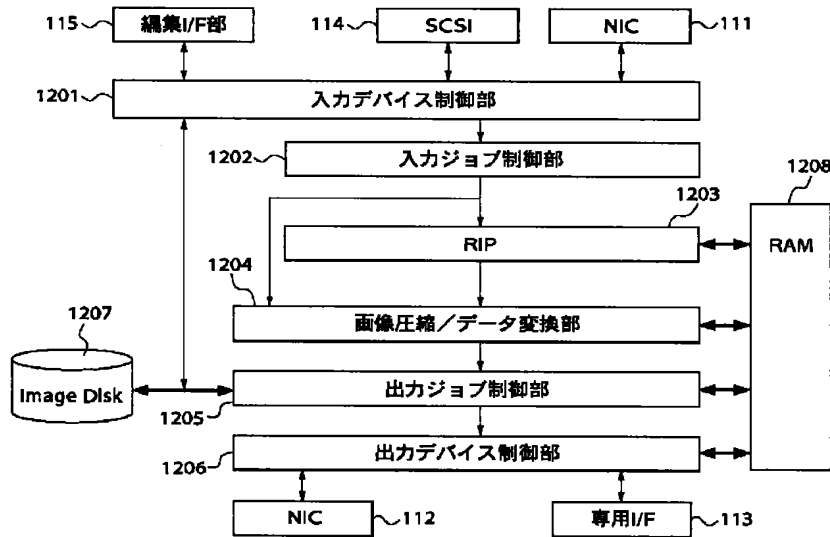 115 編集I/F部
114 SCSI
NIC 111
1201 入力デバイス制御部
1202 入力ジョブ制御部
1208
1203
RIP
RAM
1204
画像圧縮/データ変換部
1207
Image Disk
出力ジョブ制御部
1205
出力デバイス制御部
1206
NIC 112
専用I/F 113